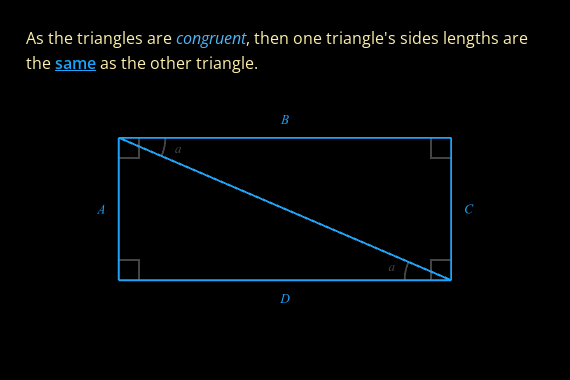 As the triangles are congruent, then one triangle's sides lengths are
the same as the other triangle.
B
a
A
C
a
D